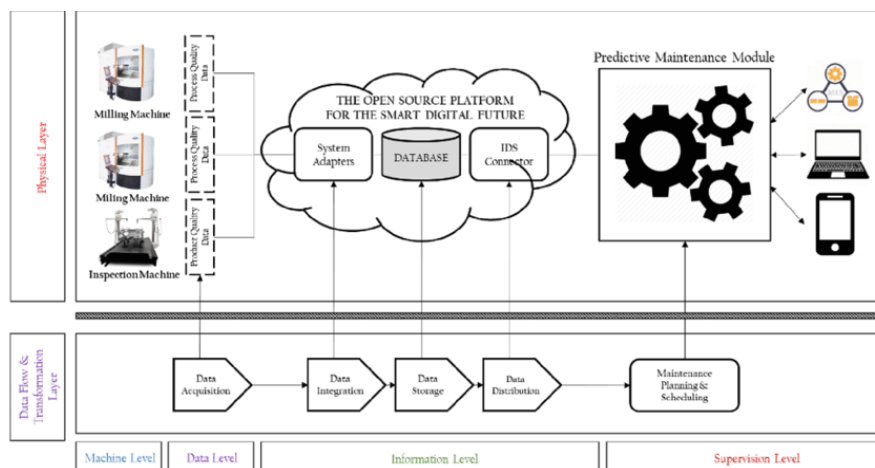 Physical Layer
Milling Machine
Miling Machine
Inspection Machine
Process Quality
Data
Process Quality
Data
Product Quality
Data
THE OPEN SOURCE PLATFORM
FOR THE SMART DIGITAL FUTURE
System
Adapters
DATABASE
IDS
Connector
Predictive Maintenance Module
Data Flow &
Transformation
Layer
Data
Acquisition
Data
Integration
Data
Storage
Data
Distribution
Maintenance
Planning &
Scheduling
Machine Level
Data Level
Information Level
Supervision Level